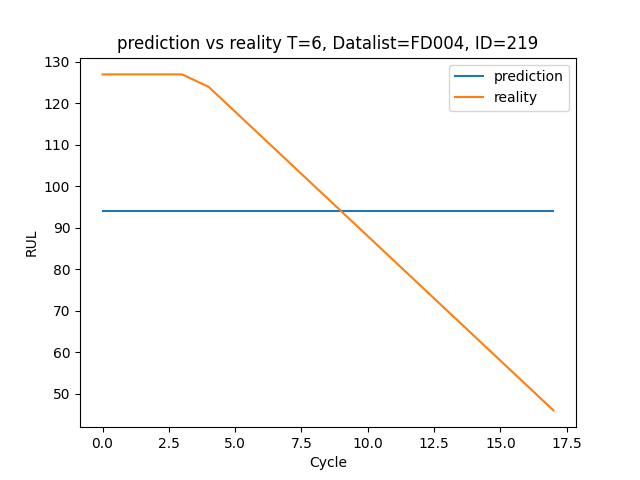 prediction vs reality T=6, Datalist=FD004, ID=219
prediction
reality
130
120
110
100
90
80
70
60
50
RUL
0.0 2.5 5.0 7.5 10.0 12.5 15.0 17.5
Cycle